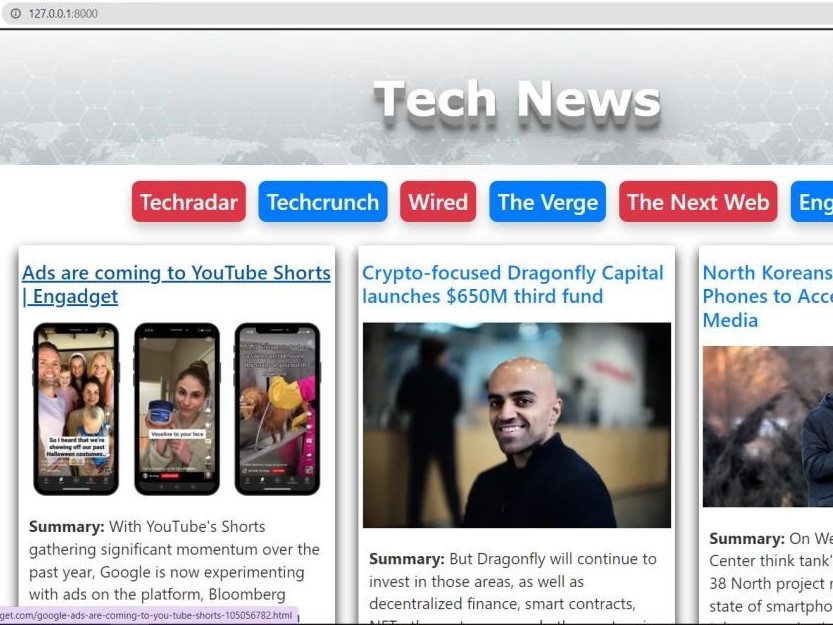 127.0.0.1:8000
Tech News
Techradar Techcrunch Wired The Verge The Next Web Eng
Ads are coming to YouTube Shorts
| Engadget
So I heard that we're
showing off our past
Halloween costumes..
Vaseline to your face
Summary: With YouTube's Shorts
gathering significant momentum over the
past year, Google is now experimenting
with ads on the platform, Bloomberg
Crypto-focused Dragonfly Capital
launches $650M third fund
Summary: But Dragonfly will continue to
invest in those areas, as well as
decentralized finance, smart contracts,
North Koreans
Phones to Acce
Media
Summary: On We
Center think tank'
38 North project r
state of smartpho
get.com/google-ads-are-coming-to-you-tube-shorts-105056782.html